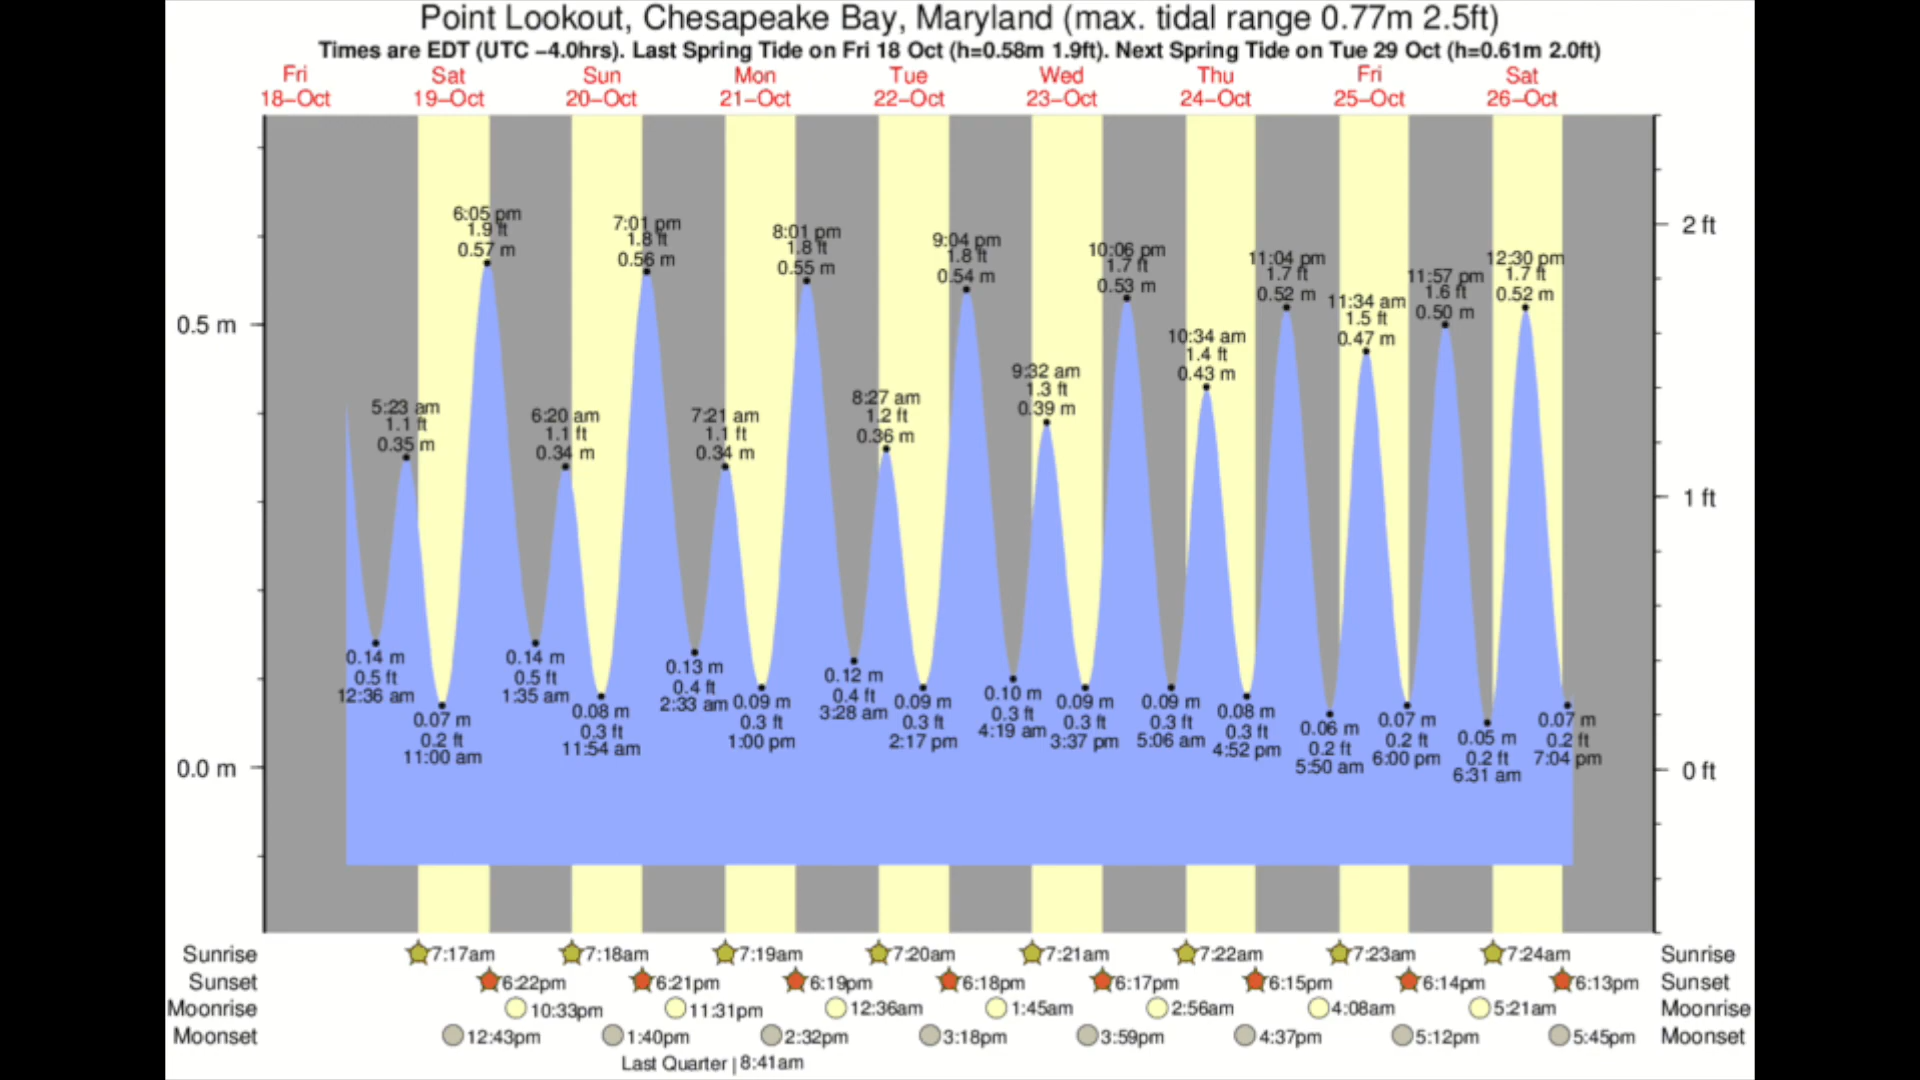 Point Lookout, Chesapeake Bay, Maryland (max. tidal range 0.77m 2.5ft)
Times are EDT (UTC −4.0hrs). Last Spring Tide on Fri 18 Oct (h=0.58m 1.9ft). Next Spring Tide on Tue 29 Oct (h=0.61m 2.0ft)
Fri Sat Sun Mon Tue Wed Thu Fri Sat
18−Oct 19−Oct 20−Oct 21−Oct 22−Oct 23−Oct 24−Oct 25−Oct 26−Oct
0.5 m
0.0 m
2 ft
1 ft
0 ft
0.14 m
0.5 ft
12:36 am
5:23 am
1.1 ft
0.35 m
0.07 m
0.2 ft
11:00 am
6:05 pm
1.9 ft
0.57 m
0.14 m
0.5 ft
1:35 am
6:20 am
1.1 ft
0.34 m
0.08 m
0.3 ft
11:54 am
7:01 pm
1.8 ft
0.56 m
0.13 m
0.4 ft
2:33 am
7:21 am
1.1 ft
0.34 m
0.09 m
0.3 ft
1:00 pm
8:01 pm
1.8 ft
0.55 m
0.12 m
0.4 ft
3:28 am
8:27 am
1.2 ft
0.36 m
0.09 m
0.3 ft
2:17 pm
9:04 pm
1.8 ft
0.54 m
0.10 m
0.3 ft
4:19 am
9:32 am
1.3 ft
0.39 m
0.09 m
0.3 ft
3:37 pm
10:06 pm
1.7 ft
0.53 m
0.09 m
0.3 ft
5:06 am
10:34 am
1.4 ft
0.43 m
0.08 m
0.3 ft
4:52 pm
11:04 pm
1.7 ft
0.52 m
0.06 m
0.2 ft
5:50 am
11:34 am
1.5 ft
0.47 m
0.07 m
0.2 ft
6:00 pm
11:57 pm
1.6 ft
0.50 m
0.05 m
0.2 ft
6:31 am
12:30 pm
1.7 ft
0.52 m
0.07 m
0.2 ft
7:04 pm
Sunrise 7:17am 7:18am 7:19am 7:20am 7:21am 7:22am 7:23am 7:24am Sunrise
Sunset 6:22pm 6:21pm 6:19pm 6:18pm 6:17pm 6:15pm 6:14pm 6:13pm Sunset
Moonrise 10:33pm 11:31pm 12:36am 1:45am 2:56am 4:08am 5:21am Moonrise
Moonset 12:43pm 1:40pm 2:32pm 3:18pm 3:59pm 4:37pm 5:12pm 5:45pm Moonset
Last Quarter | 8:41am